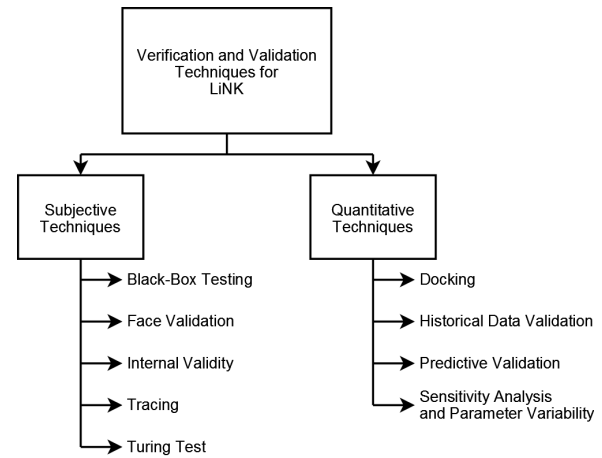 Verification and Validation
Techniques for
LiNK
Subjective
Techniques
Black-Box Testing
Face Validation
Internal Validity
Tracing
Turing Test
Quantitative
Techniques
Docking
Historical Data Validation
Predictive Validation
Sensitivity Analysis
and Parameter Variability